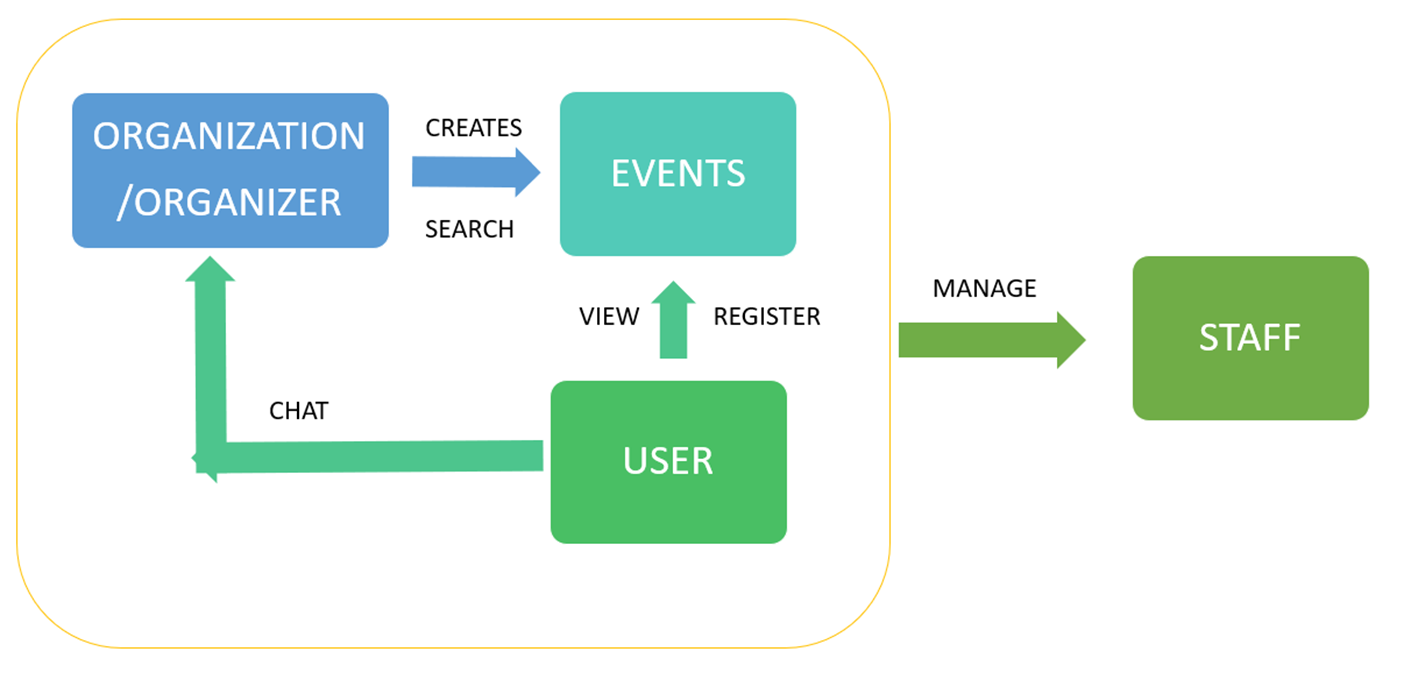 ORGANIZATION
/ORGANIZER
CREATES
SEARCH
EVENTS
VIEW
REGISTER
MANAGE
STAFF
CHAT
USER